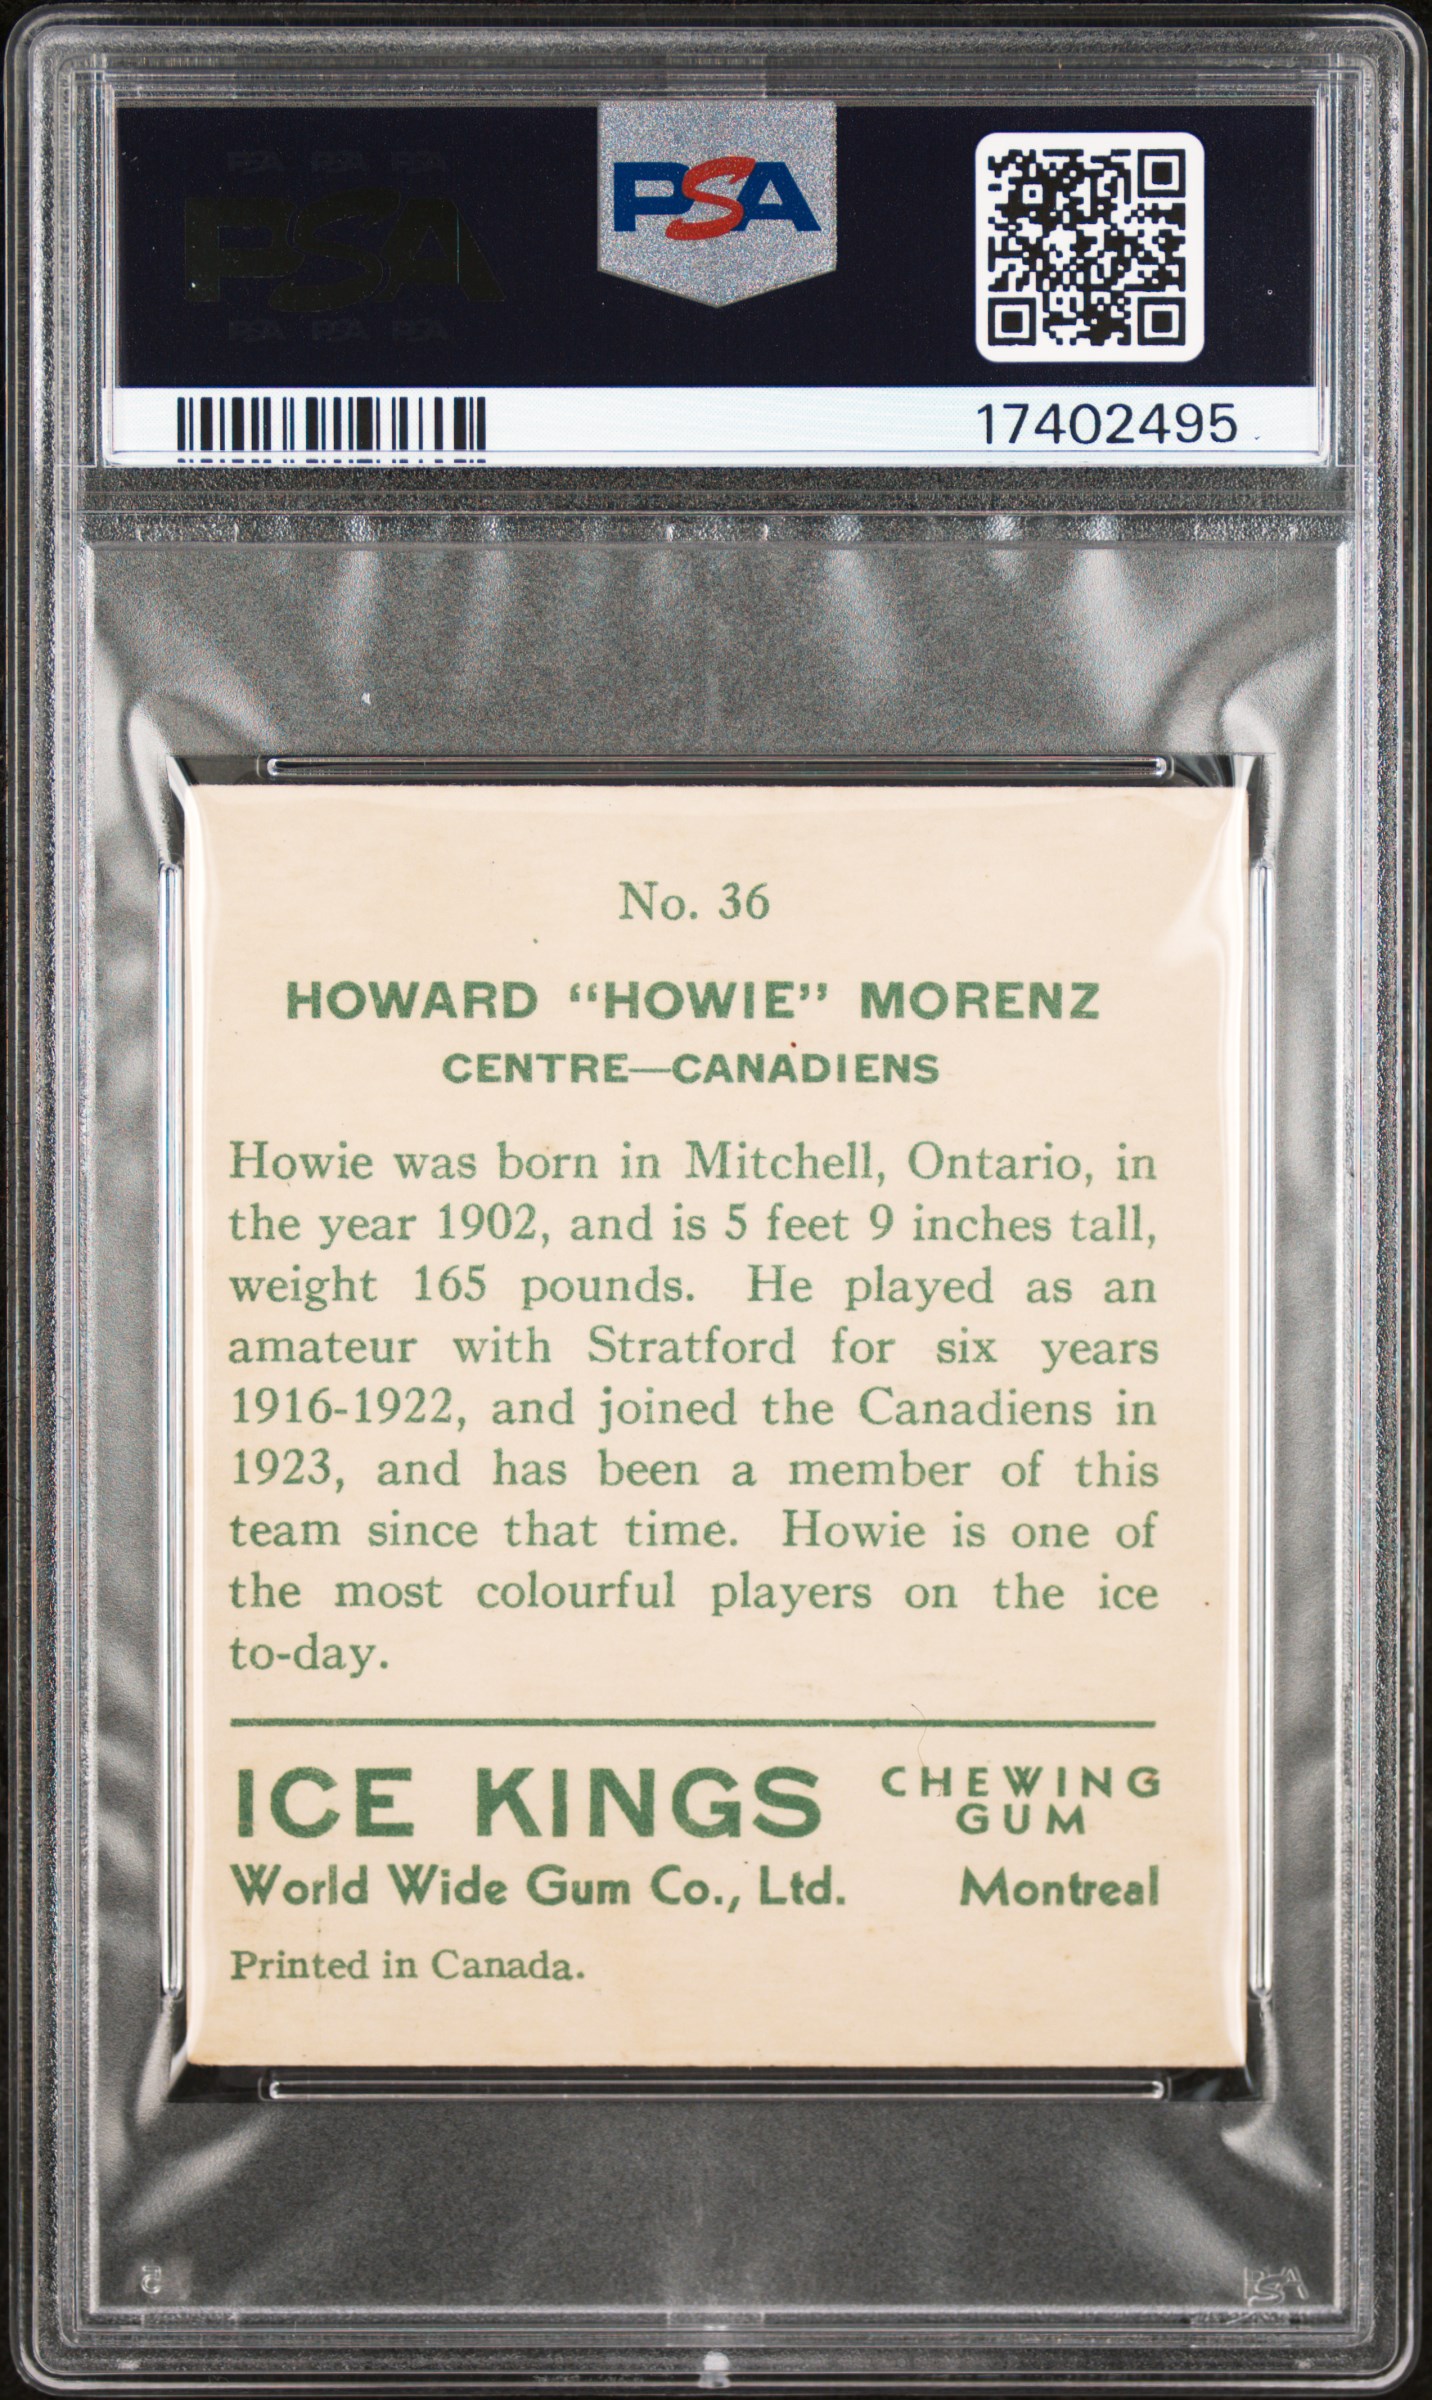 PSA
17402495
No. 36
HOWARD “HOWIE” MORENZ
CENTRE—CANADIENS
Howie was born in Mitchell, Ontario, in
the year 1902, and is 5 feet 9 inches tall,
weight 165 pounds. He played as an
amateur with Stratford for six years
1916-1922, and joined the Canadiens in
1923, and has been a member of this
team since that time. Howie is one of
the most colourful players on the ice
to-day.
ICE KINGS CHEWING
GUM
World Wide Gum Co., Ltd. Montreal
Printed in Canada.
PSA